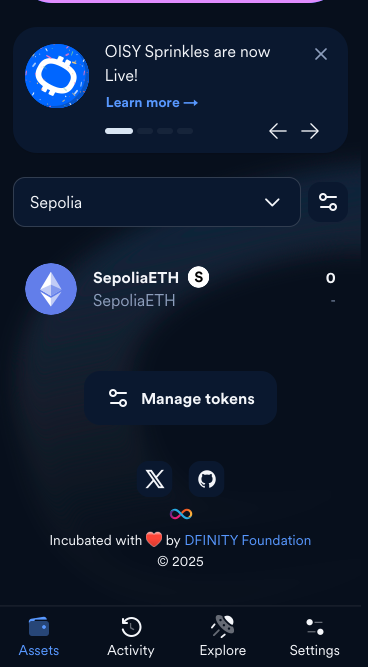 OISY Sprinkles are now
Live!
Learn more →
Sepolia
SepoliaETH S
0
SepoliaETH
-
Manage tokens
Incubated with ❤️ by DFINITY Foundation
© 2025
Assets
Activity
Explore
Settings